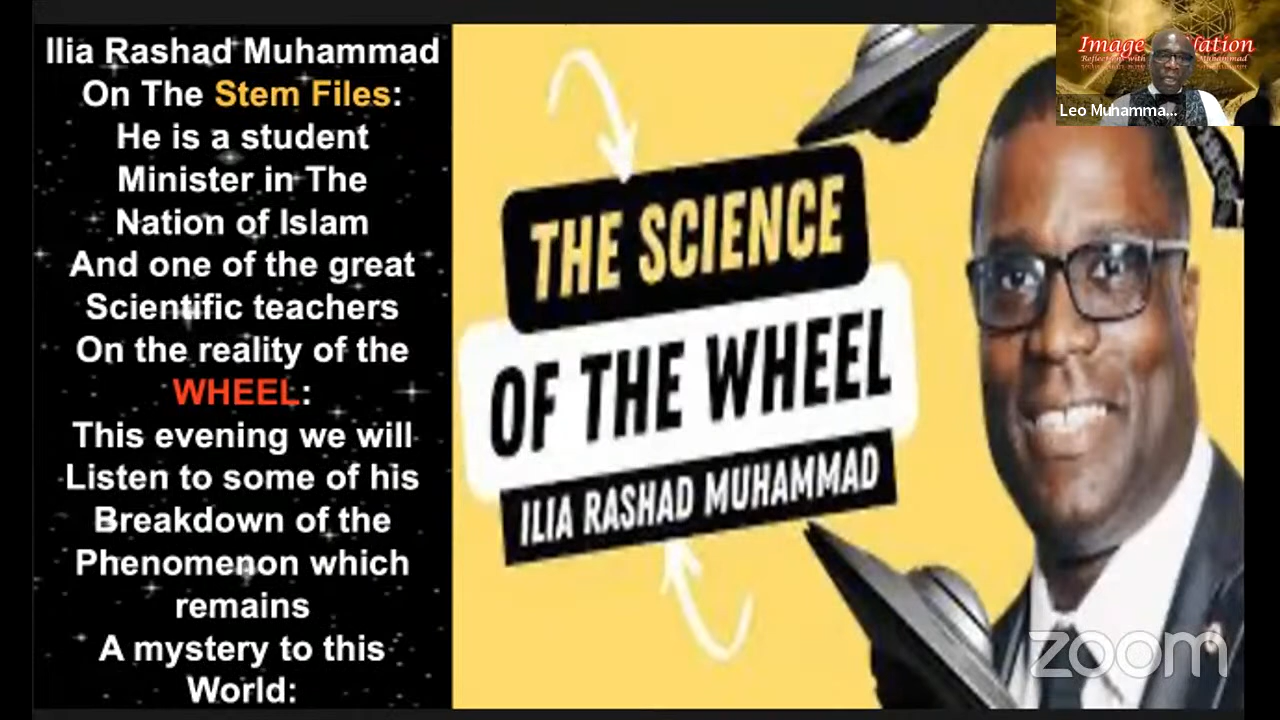 Ilia Rashad Muhammad
On The Stem Files:
He is a student
Minister in The
Nation of Islam
And one of the great
Scientific teachers
On the reality of the
WHEEL:
This evening we will
Listen to some of his
Breakdown of the
Phenomenon which
remains
A mystery to this
World:
THE SCIENCE
OF THE WHEEL
ILIA RASHAD MUHAMMAD
Leo Muhamma...
zoom